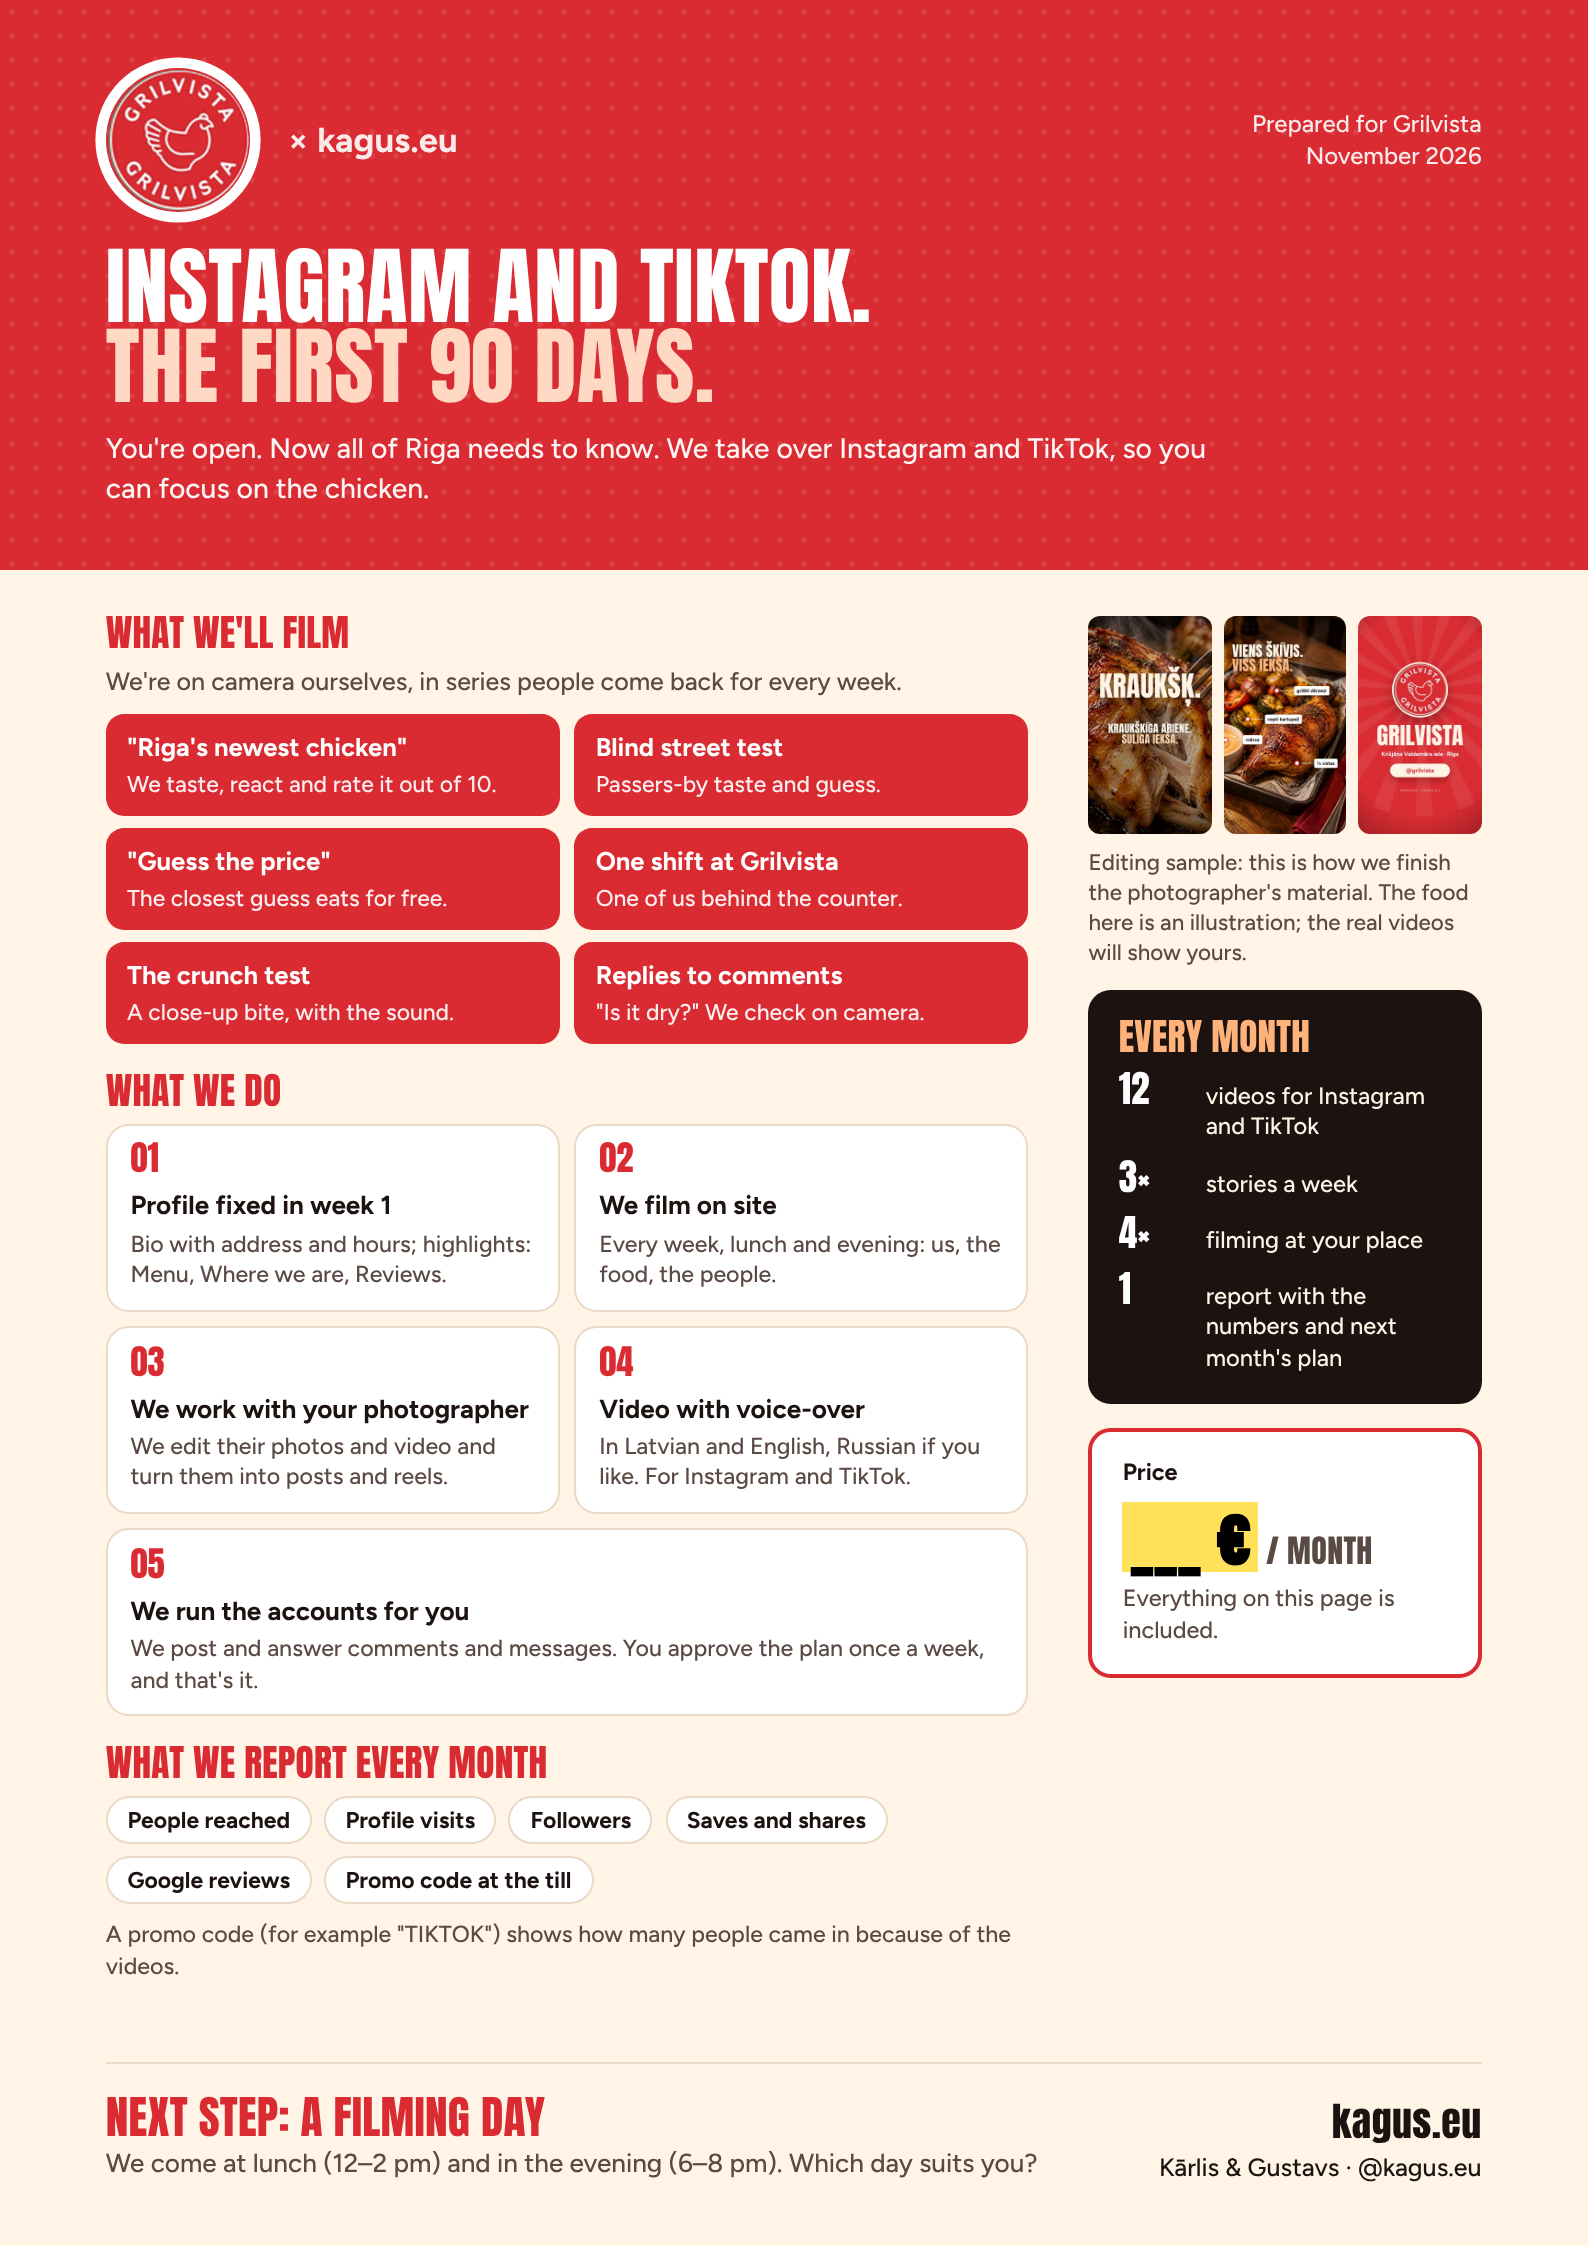 GRILVISTA
GRILVISTA
× kagus.eu
Prepared for Grilvista
November 2026
INSTAGRAM AND TIKTOK.
THE FIRST 90 DAYS.
You're open. Now all of Riga needs to know. We take over Instagram and TikTok, so you
can focus on the chicken.
WHAT WE'LL FILM
We're on camera ourselves, in series people come back for every week.
"Riga's newest chicken"
We taste, react and rate it out of 10.
Blind street test
Passers-by taste and guess.
"Guess the price"
The closest guess eats for free.
One shift at Grilvista
One of us behind the counter.
The crunch test
A close-up bite, with the sound.
Replies to comments
"Is it dry?" We check on camera.
WHAT WE DO
01
Profile fixed in week 1
Bio with address and hours; highlights:
Menu, Where we are, Reviews.
02
We film on site
Every week, lunch and evening: us, the
food, the people.
03
We work with your photographer
We edit their photos and video and
turn them into posts and reels.
04
Video with voice-over
In Latvian and English, Russian if you
like. For Instagram and TikTok.
05
We run the accounts for you
We post and answer comments and messages. You approve the plan once a week,
and that's it.
WHAT WE REPORT EVERY MONTH
People reached
Profile visits
Followers
Saves and shares
Google reviews
Promo code at the till
A promo code (for example "TIKTOK") shows how many people came in because of the
videos.
KRAUKŠĶ.
KRAUKŠĶĪGA ĀRIENE.
SULĪGA IEKŠA.
VIENS ŠĶĪVIS.
VISS IEKŠĀ.
grilēti dārzeņi
cepti kartupeļi
mērce
½ vistas
GRILVISTA
GRILVISTA
GRILVISTA
Krišjāņa Valdemāra iela · Rīga
@grilvista
Editing sample: this is how we finish
the photographer's material. The food
here is an illustration; the real videos
will show yours.
EVERY MONTH
12 videos for Instagram
and TikTok
3× stories a week
4× filming at your place
1 report with the
numbers and next
month's plan
Price
___ € / MONTH
Everything on this page is
included.
NEXT STEP: A FILMING DAY
We come at lunch (12–2 pm) and in the evening (6–8 pm). Which day suits you?
kagus.eu
Kārlis & Gustavs · @kagus.eu